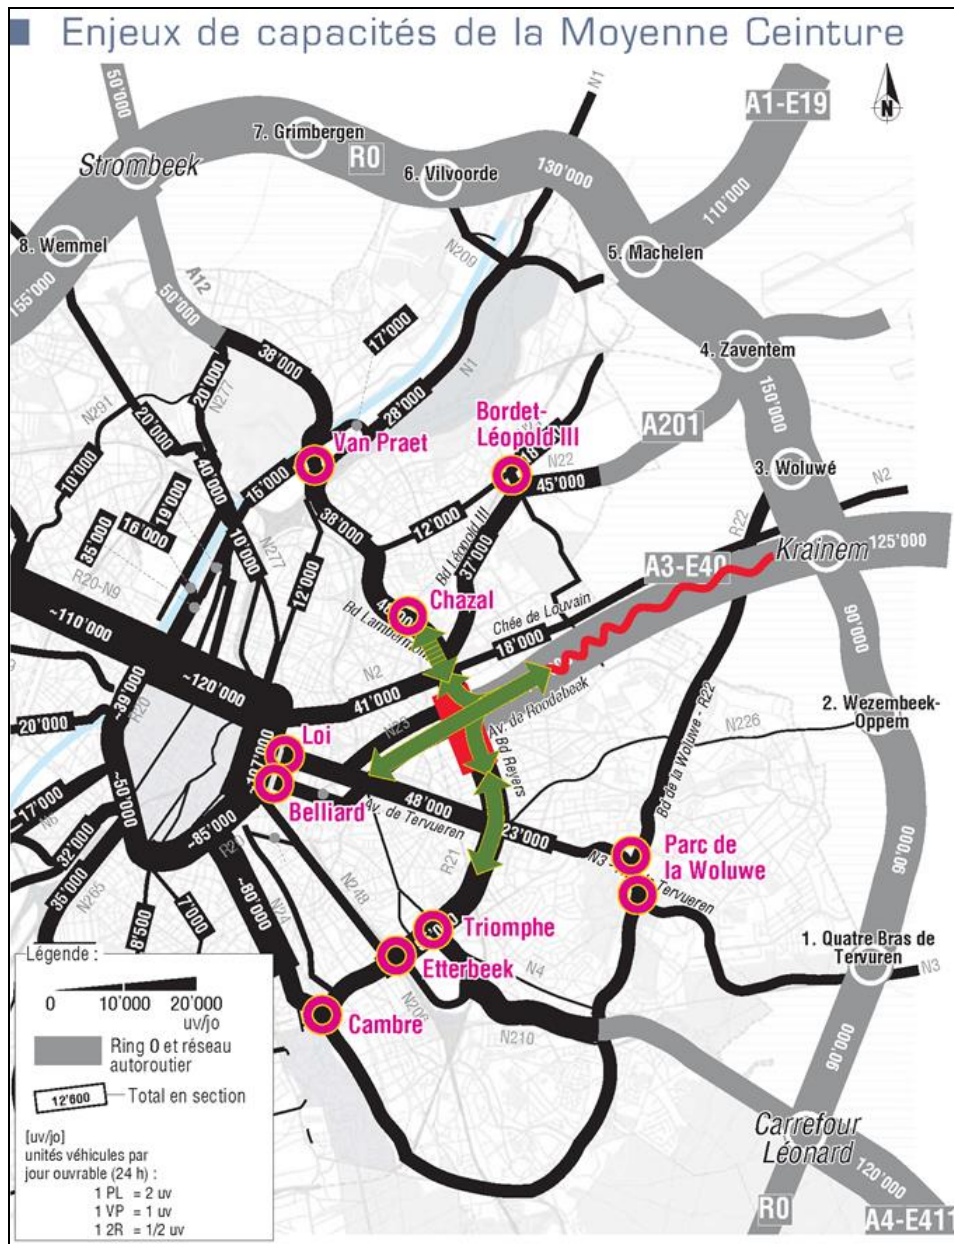 Enjeux de capacités de la Moyenne Ceinture
50'000
N1
A1-E19
N
7. Grimbergen
R0
Strombeek
6. Vilvoorde
130'000
110'000
8. Wemmel
N209
5. Machelen
155'000
A12
50'000
17'000
4. Zaventem
38'000
20'000
N277
N1
150'000
N291
20'000
28'000
Bordet-
Léopold III
A201
Van Praet
N22
3. Woluwé
10'000
40'000
15'000
45'000
N2
19'000
16'000
35'000
38'000
12'000
Bd Léopold III
37'000
R22
10'000
N277
Krainem
125'000
R20-N9
12'000
A3-E40
Chazal
Chée de Louvain
~110'000
18'000
90'000
N2
~120'000
~39'000
R20
41'000
Av. de Roodebeek
2. Wezembeek-
Oppem
20'000
N23
N226
Loi
Bd Reyers
Bd de la Woluwe - R22
~50'000
Belliard
48'000
17'000
N6
Av. de Tervueren
~85'000
23'000
32'000
R21
Parc de
la Woluwe
90'000
35'000
N265
~80'000
N248
N24
7'000
8'500
Triomphe
1. Quatre Bras de
Tervuren
N3
Etterbeek
N4
N206
Cambre
N210
90'000
Carrefour
Léonard
120'000
R0
A4-E411
Légende :
0 10'000 20'000
uv/jo
Ring 0 et réseau
autoroutier
12'600 Total en section
[uv/jo]
unités véhicules par
jour ouvrable (24 h) :
1 PL = 2 uv
1 VP = 1 uv
1 2R = 1/2 uv